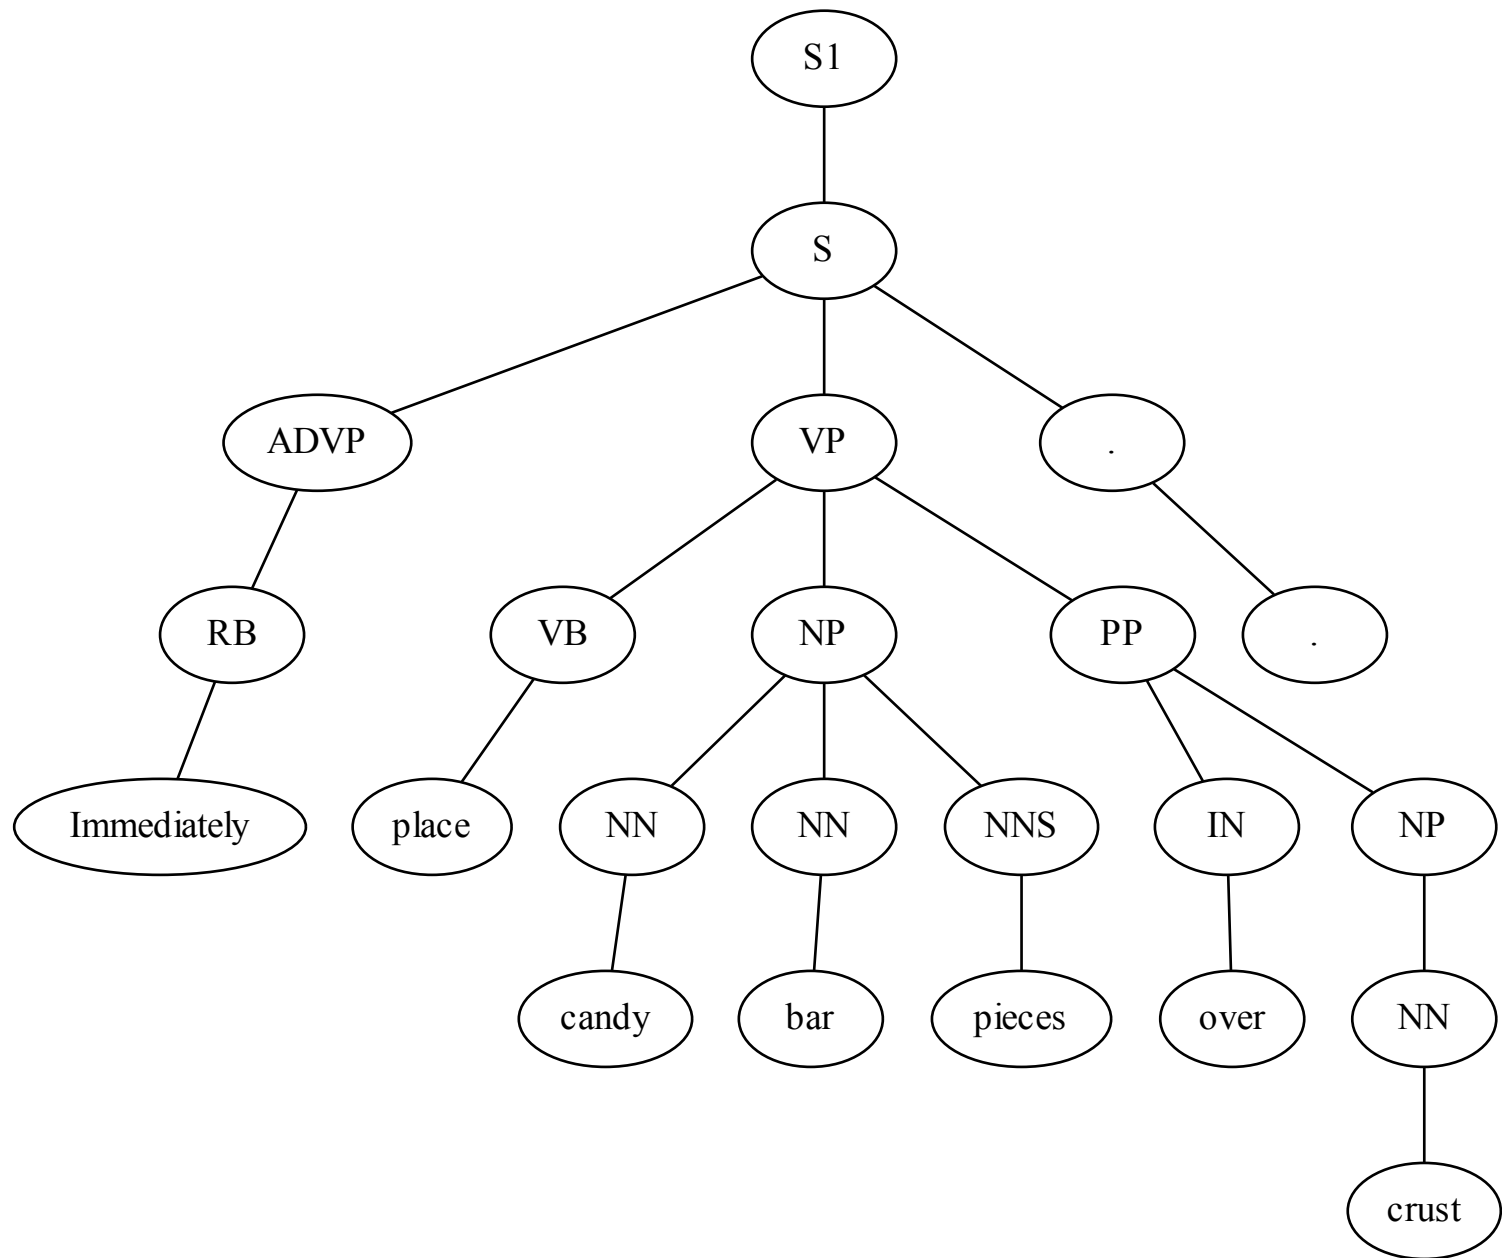 S1
S
ADVP VP .
RB VB NP PP .
Immediately place NN NN NNS IN NP
candy bar pieces over NN
crust